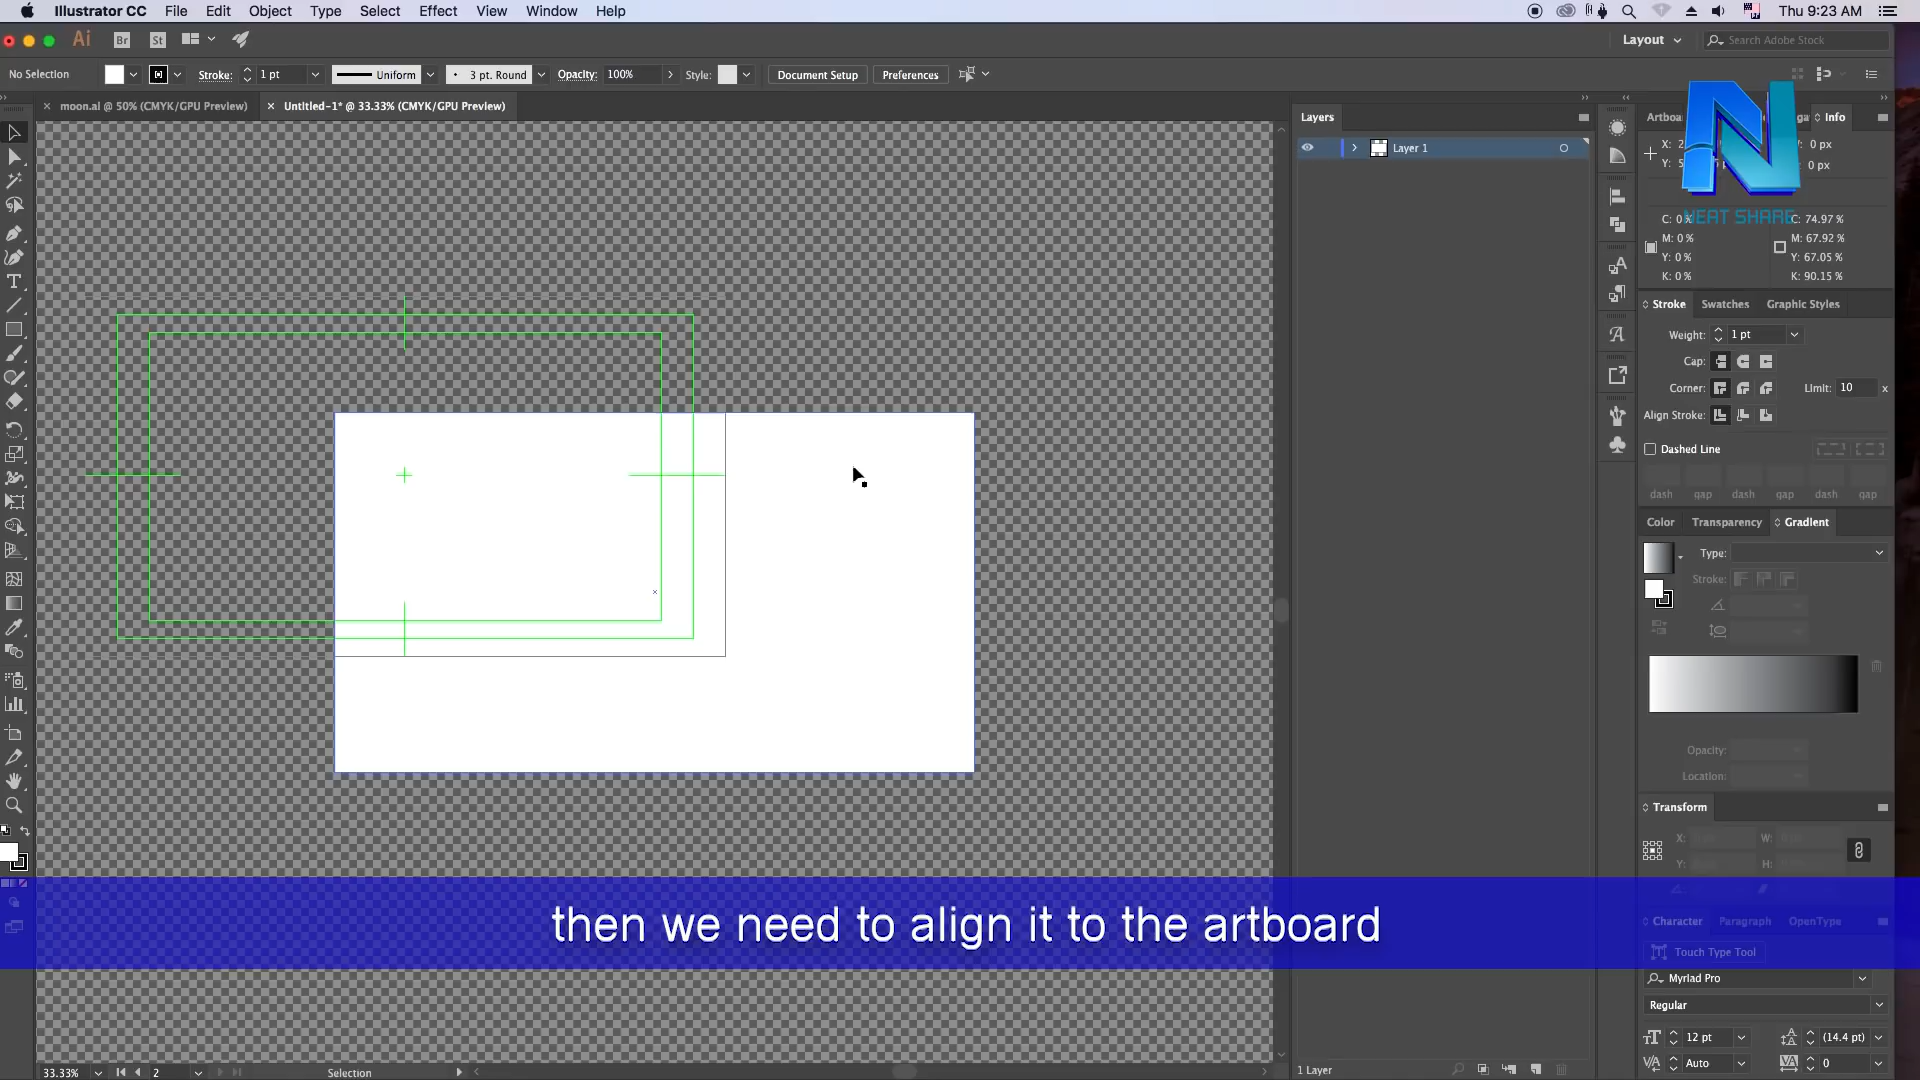 Illustrator CC File Edit Object Type Select Effect View Window Help
Thu 9:23 AM
Ai Br St
Layout
Search Adobe Stock
No Selection
Stroke: 1 pt
Uniform
3 pt. Round
Opacity: 100%
Style:
Document Setup
Preferences
moon.ai @ 50% (CMYK/GPU Preview)
Untitled-1* @ 33.33% (CMYK/GPU Preview)
Layers
Layer 1
Info
X:
0 px
Y:
0 px
NEAT SHARE
C: 0 %
M: 0 %
Y: 0 %
K: 0 %
C: 74.97 %
M: 67.92 %
Y: 67.05 %
K: 90.15 %
Stroke Swatches Graphic Styles
Weight: 1 pt
Cap:
Corner:
Limit: 10 x
Align Stroke:
Dashed Line
dash gap dash gap dash gap
Color Transparency Gradient
Type:
Stroke:
Opacity:
Location:
Transform
X: W:
Y: H:
then we need to align it to the artboard
Character Paragraph OpenType
Touch Type Tool
Myriad Pro
Regular
12 pt
(14.4 pt)
Auto
0
33.33%
2
Selection
1 Layer